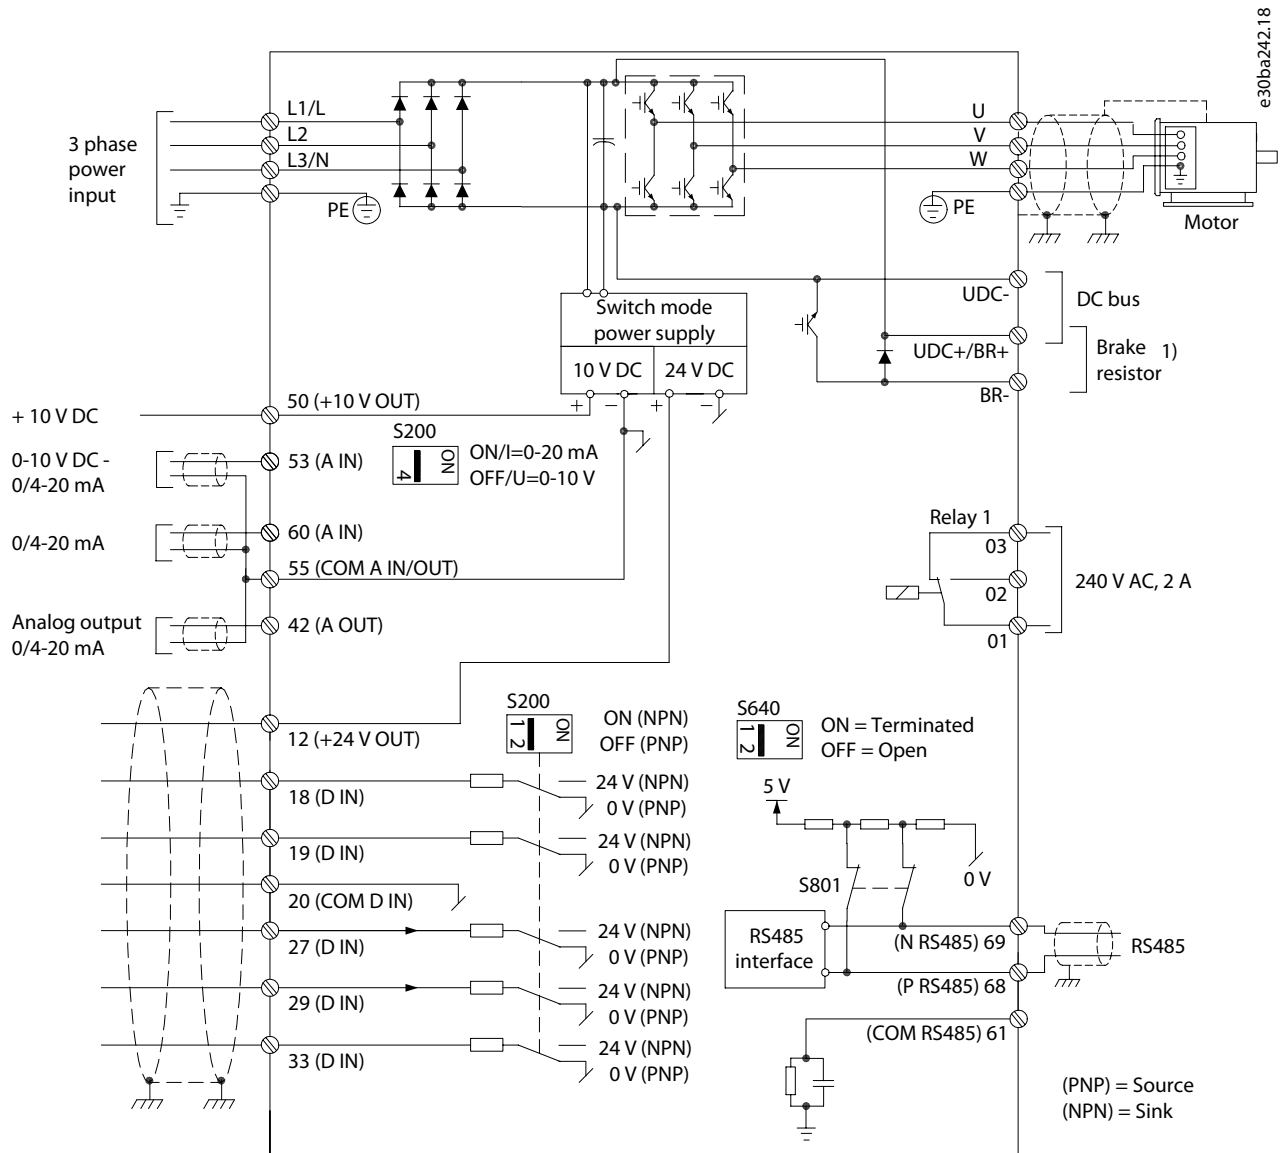 e30ba242.18
3 phase
power
input
L1/L
L2
L3/N
PE
U
V
W
PE
Motor
UDC-
DC bus
UDC+/BR+
Brake 1)
resistor
BR-
Switch mode
power supply
10 V DC
24 V DC
+ − + −
+ 10 V DC
50 (+10 V OUT)
S200
ON
4
ON/I=0-20 mA
OFF/U=0-10 V
0-10 V DC -
0/4-20 mA
53 (A IN)
0/4-20 mA
60 (A IN)
55 (COM A IN/OUT)
Analog output
0/4-20 mA
42 (A OUT)
Relay 1
03
02
01
240 V AC, 2 A
12 (+24 V OUT)
S200
ON
1 2
ON (NPN)
OFF (PNP)
S640
ON
1 2
ON = Terminated
OFF = Open
18 (D IN)
24 V (NPN)
0 V (PNP)
19 (D IN)
24 V (NPN)
0 V (PNP)
20 (COM D IN)
27 (D IN)
24 V (NPN)
0 V (PNP)
29 (D IN)
24 V (NPN)
0 V (PNP)
33 (D IN)
24 V (NPN)
0 V (PNP)
5 V
0 V
S801
RS485
interface
(N RS485) 69
(P RS485) 68
RS485
(COM RS485) 61
(PNP) = Source
(NPN) = Sink